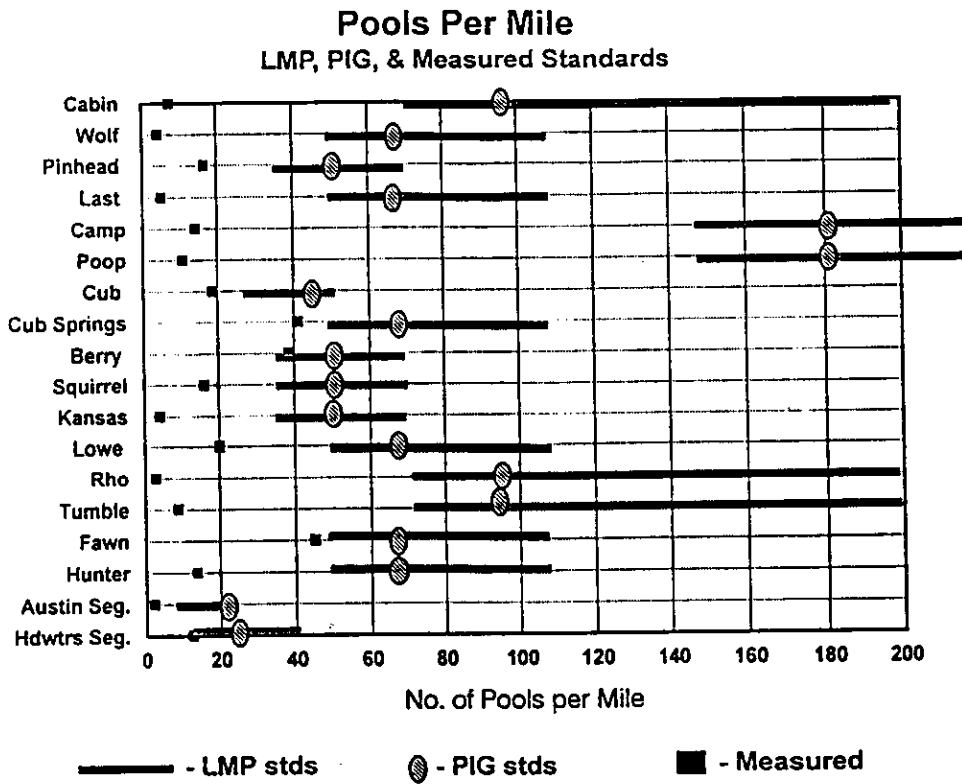 Pools Per Mile
LMP, PIG, & Measured Standards
Cabin
Wolf
Pinhead
Last
Camp
Poop
Cub
Cub Springs
Berry
Squirrel
Kansas
Lowe
Rho
Tumble
Fawn
Hunter
Austin Seg.
Hdwtrs Seg.
0 20 40 60 80 100 120 140 160 180 200
No. of Pools per Mile
- LMP stds - PIG stds - Measured